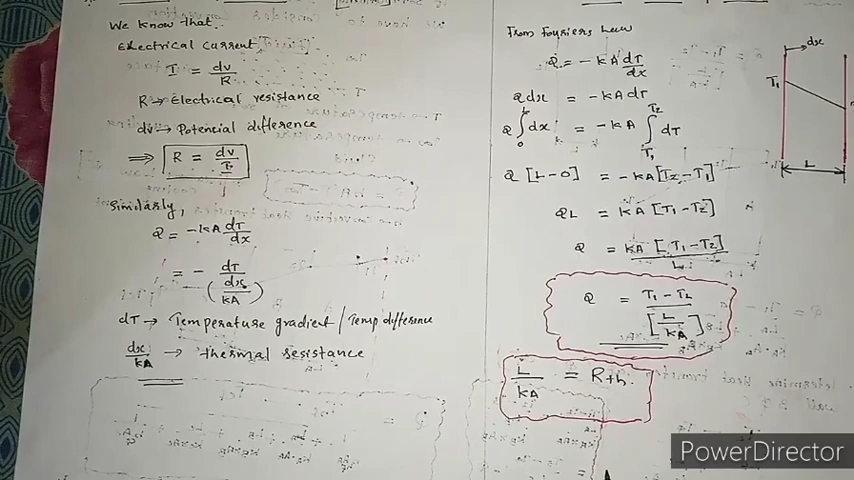 We know that.
Electrical current,
I = dv/R
R → Electrical resistance
dv → Potencial difference
⟹ R = dv/I
Similarly,
Q = -kA dT/dx
= - dT/(dx/kA)
dT → Temperature gradient / Temp difference
dx/kA → thermal resistance
From Fouriers Law
Q = -kA dT/dx
Q dx = -kA dT
Q ∫₀ᴸ dx = -kA ∫_T₁^T₂ dT
Q [L-0] = -kA [T₂-T₁]
QL = kA [T₁-T₂]
Q = kA [T₁-T₂]/L
Q = T₁-T₂/[L/kA]
L/kA = Rth.
dx
T₁
L
PowerDirector